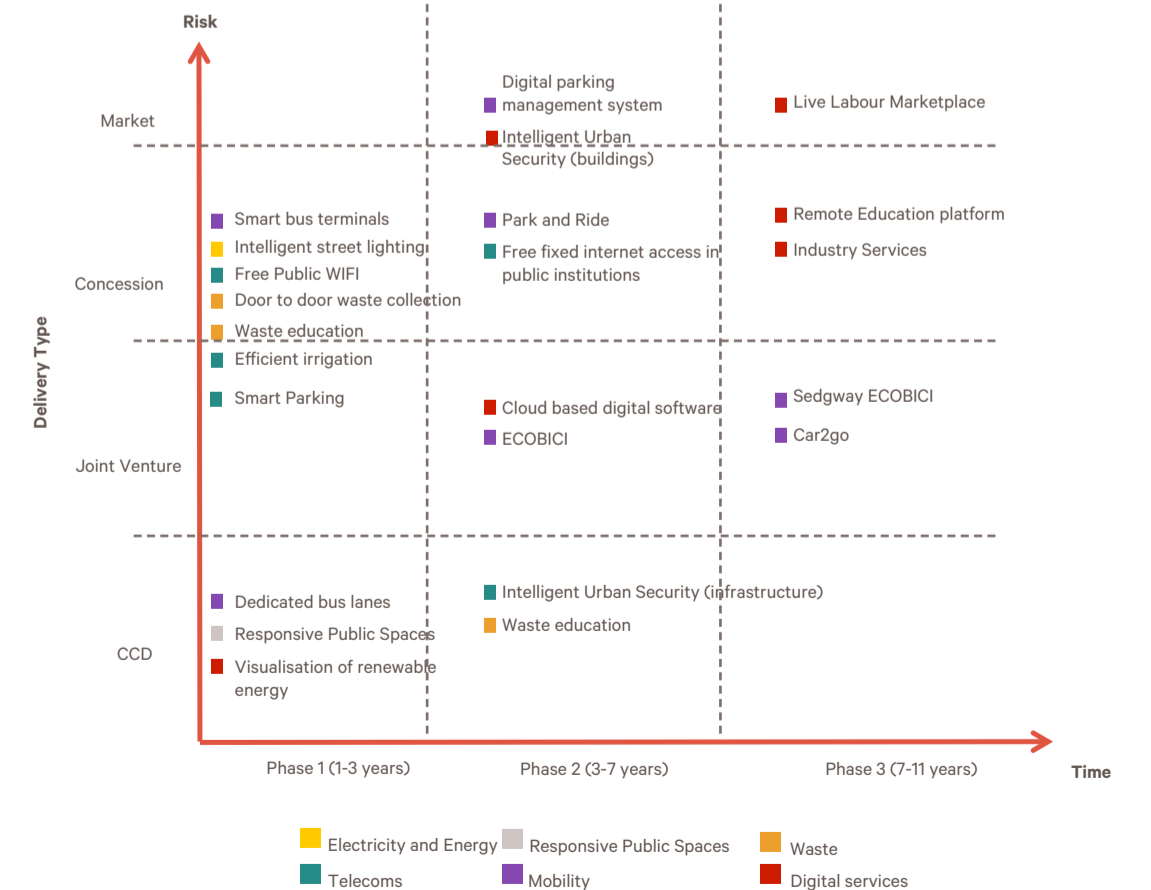 Risk
Digital parking
management system
Live Labour Marketplace
Market
Intelligent Urban
Security (buildings)
Smart bus terminals
Park and Ride
Remote Education platform
Intelligent street lighting
Free fixed internet access in
public institutions
Industry Services
Free Public WIFI
Concession
Door to door waste collection
Waste education
Delivery Type
Efficient irrigation
Smart Parking
Cloud based digital software
Sedgway ECOBICI
ECOBICI
Car2go
Joint Venture
Dedicated bus lanes
Intelligent Urban Security (infrastructure)
Responsive Public Spaces
Waste education
CCD
Visualisation of renewable
energy
Phase 1 (1-3 years)
Phase 2 (3-7 years)
Phase 3 (7-11 years)
Time
Electricity and Energy
Responsive Public Spaces
Waste
Telecoms
Mobility
Digital services